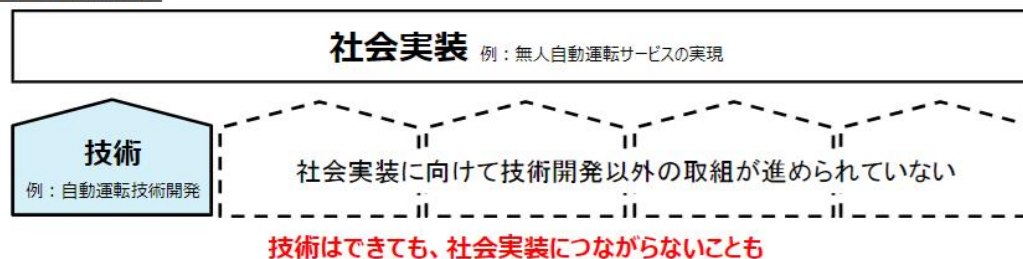 社会実装 例：無人自動運転サービスの実現
技術
例：自動運転技術開発
社会実装に向けて技術開発以外の取組が進められていない
技術はできても、社会実装につながらないことも